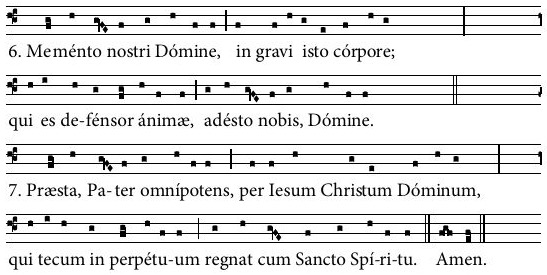 6. Meménto nostri Dómine, in gravi isto córpore;
qui es de-fénsor ánimæ, adésto nobis, Dómine.
7. Præsta, Pa-ter omnípotens, per Iesum Christum Dóminum,
qui tecum in perpétu-um regnat cum Sancto Spí-ri-tu. Amen.